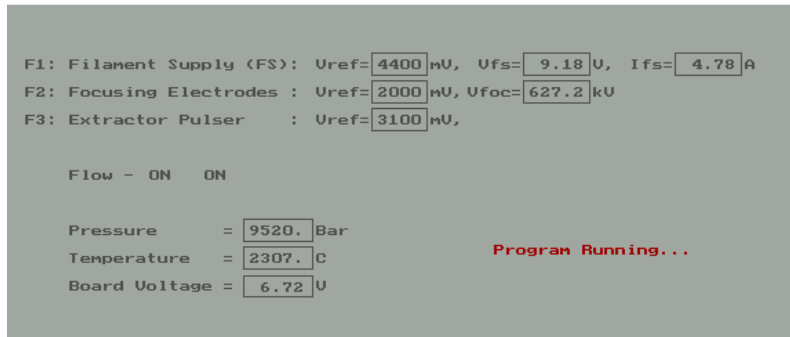 F1: Filament Supply (FS): Vref= 4400 mV, Vfs= 9.18 V, Ifs= 4.78 A
F2: Focusing Electrodes : Vref= 2000 mV, Vfoc= 627.2 kV
F3: Extractor Pulser : Vref= 3100 mV,
Flow - ON ON
Pressure = 9520. Bar
Program Running...
Temperature = 2307. C
Board Voltage = 6.72 V